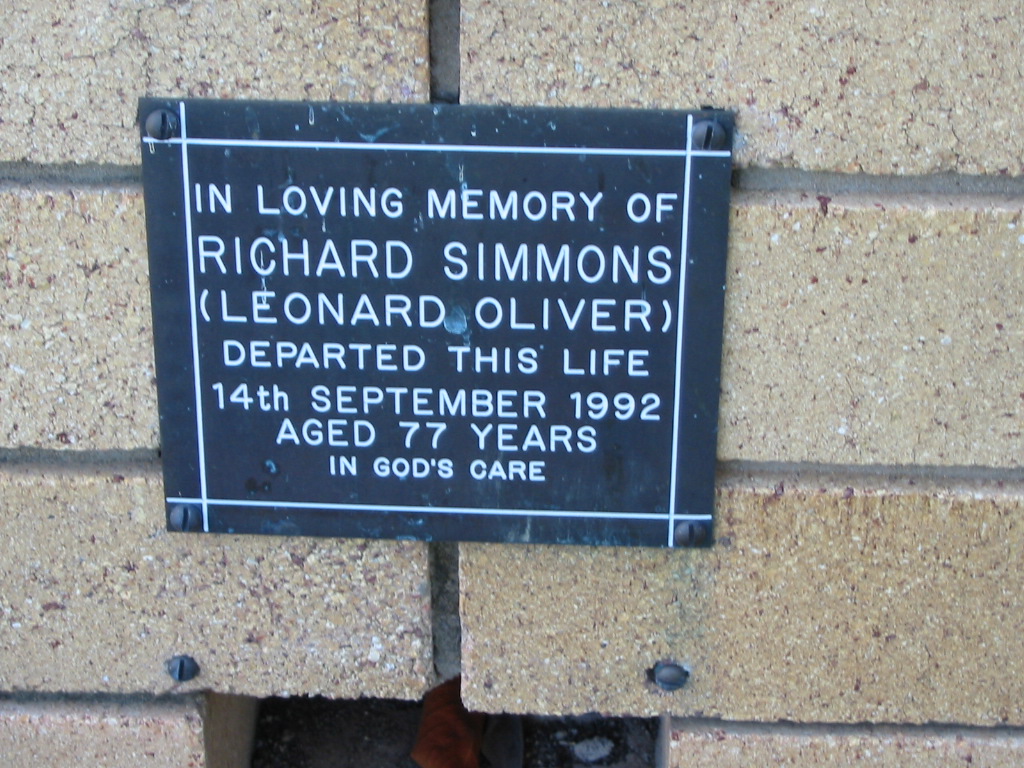 IN LOVING MEMORY OF
RICHARD SIMMONS
(LEONARD OLIVER)
DEPARTED THIS LIFE
14th SEPTEMBER 1992
AGED 77 YEARS
IN GOD'S CARE